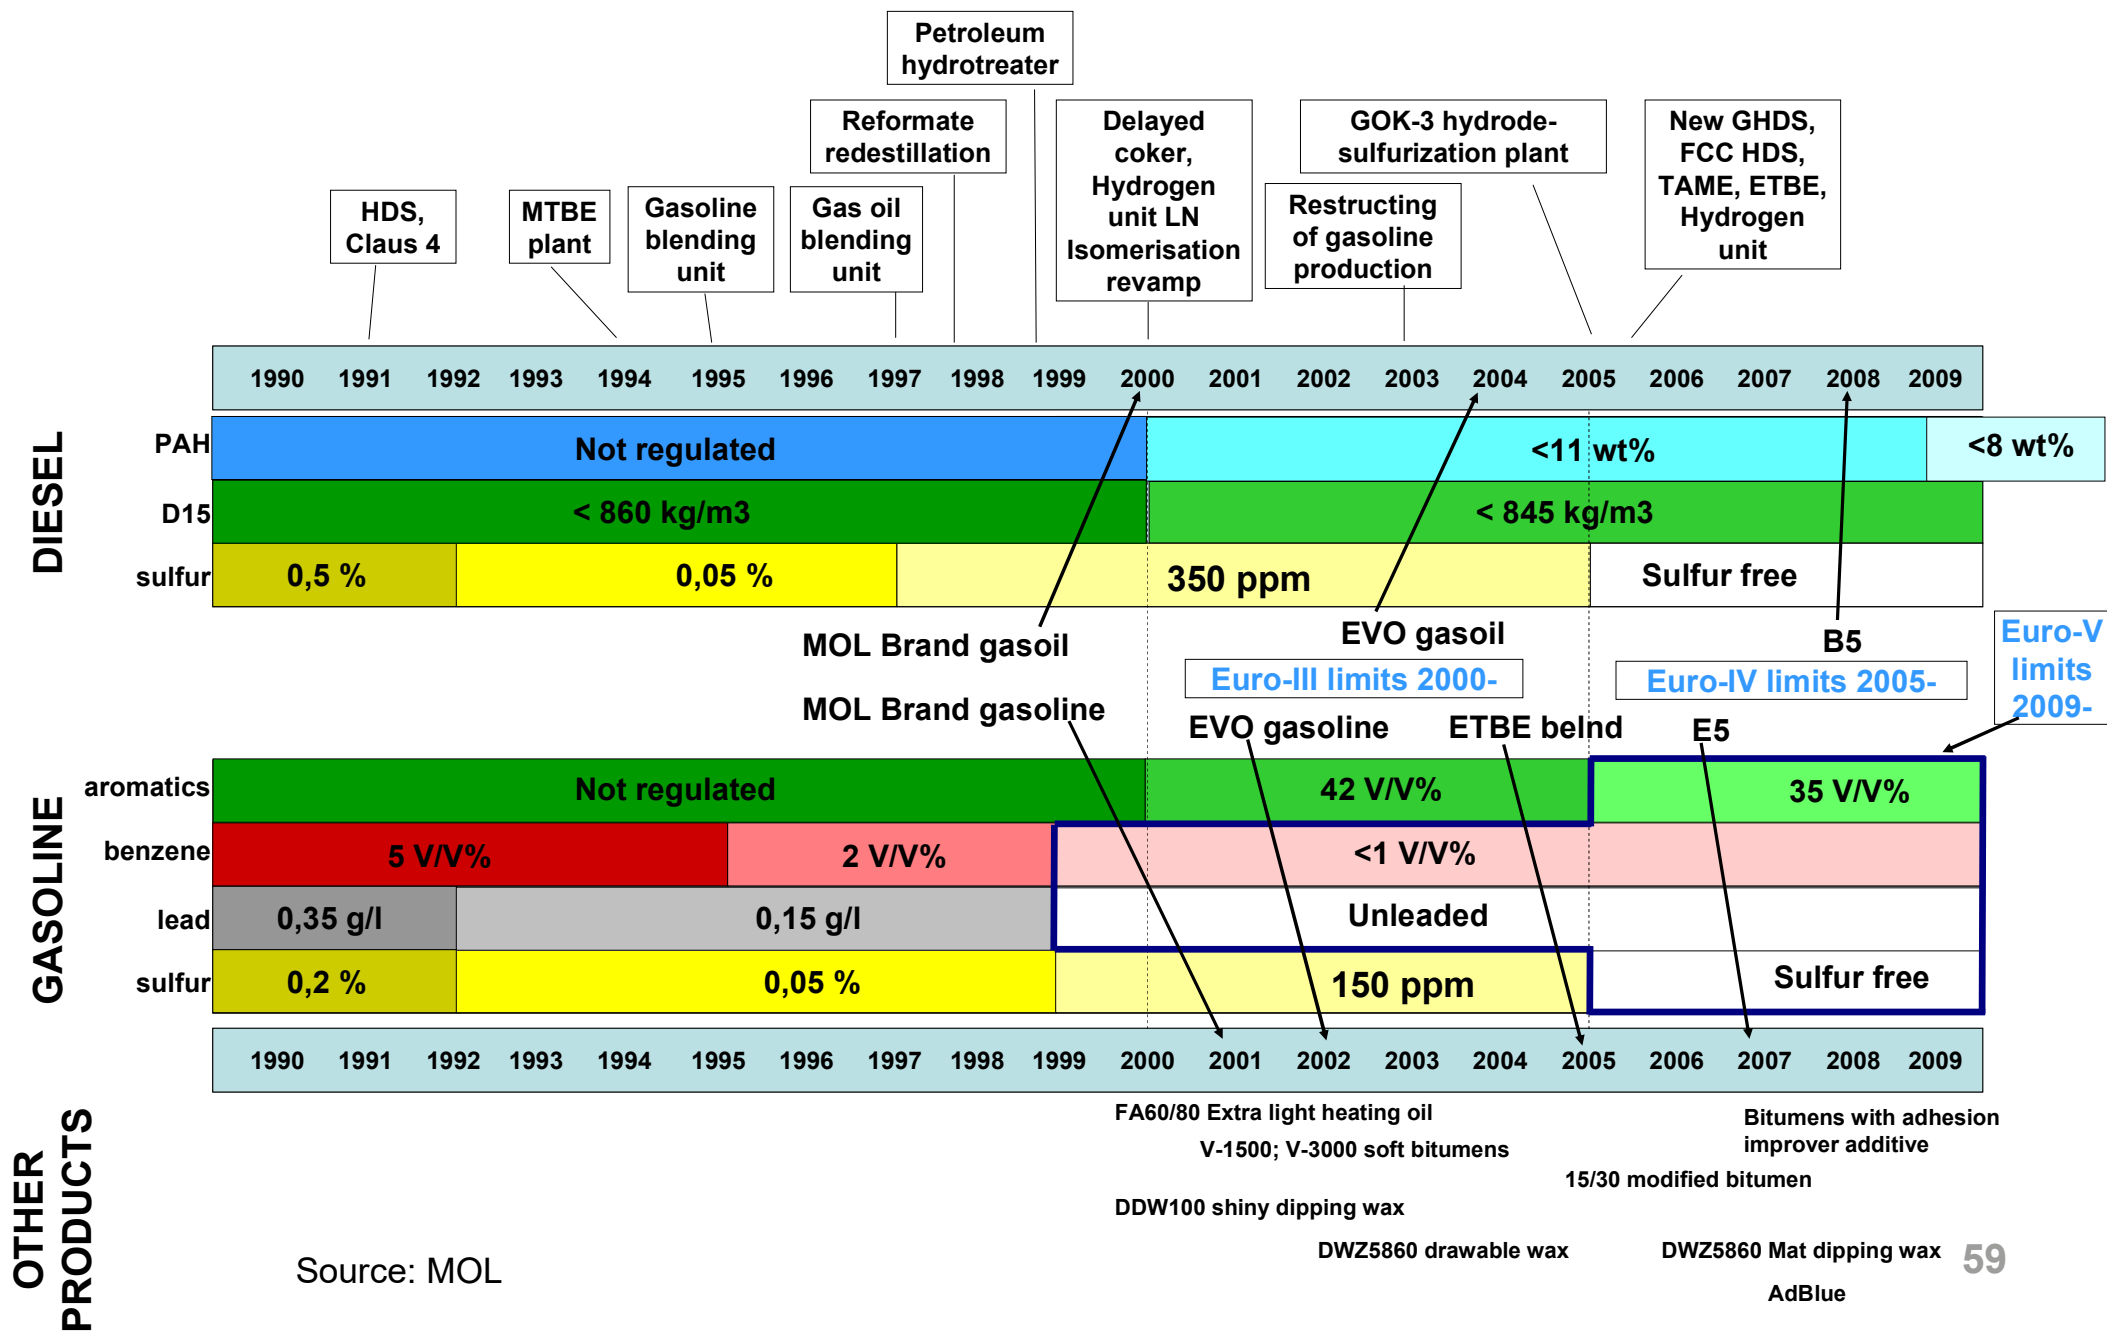 Petroleum
hydrotreater
Reformate
redestillation
Delayed
coker,
Hydrogen
unit LN
Isomerisation
revamp
GOK-3 hydrode-
sulfurization plant
New GHDS,
FCC HDS,
TAME, ETBE,
Hydrogen
unit
HDS,
Claus 4
MTBE
plant
Gasoline
blending
unit
Gas oil
blending
unit
Restructing
of gasoline
production
1990 1991 1992 1993 1994 1995 1996 1997 1998 1999 2000 2001 2002 2003 2004 2005 2006 2007 2008 2009
DIESEL
PAH Not regulated <11 wt% <8 wt%
D15 < 860 kg/m3 < 845 kg/m3
sulfur 0,5 % 0,05 % 350 ppm Sulfur free
MOL Brand gasoil
EVO gasoil
B5
Euro-V
limits
2009-
Euro-III limits 2000-
Euro-IV limits 2005-
MOL Brand gasoline
EVO gasoline
ETBE belnd
E5
GASOLINE
aromatics Not regulated 42 V/V% 35 V/V%
benzene 5 V/V% 2 V/V% <1 V/V%
lead 0,35 g/l 0,15 g/l Unleaded
sulfur 0,2 % 0,05 % 150 ppm Sulfur free
1990 1991 1992 1993 1994 1995 1996 1997 1998 1999 2000 2001 2002 2003 2004 2005 2006 2007 2008 2009
OTHER
PRODUCTS
FA60/80 Extra light heating oil
Bitumens with adhesion
improver additive
V-1500; V-3000 soft bitumens
15/30 modified bitumen
DDW100 shiny dipping wax
DWZ5860 drawable wax
DWZ5860 Mat dipping wax
AdBlue
Source: MOL
59